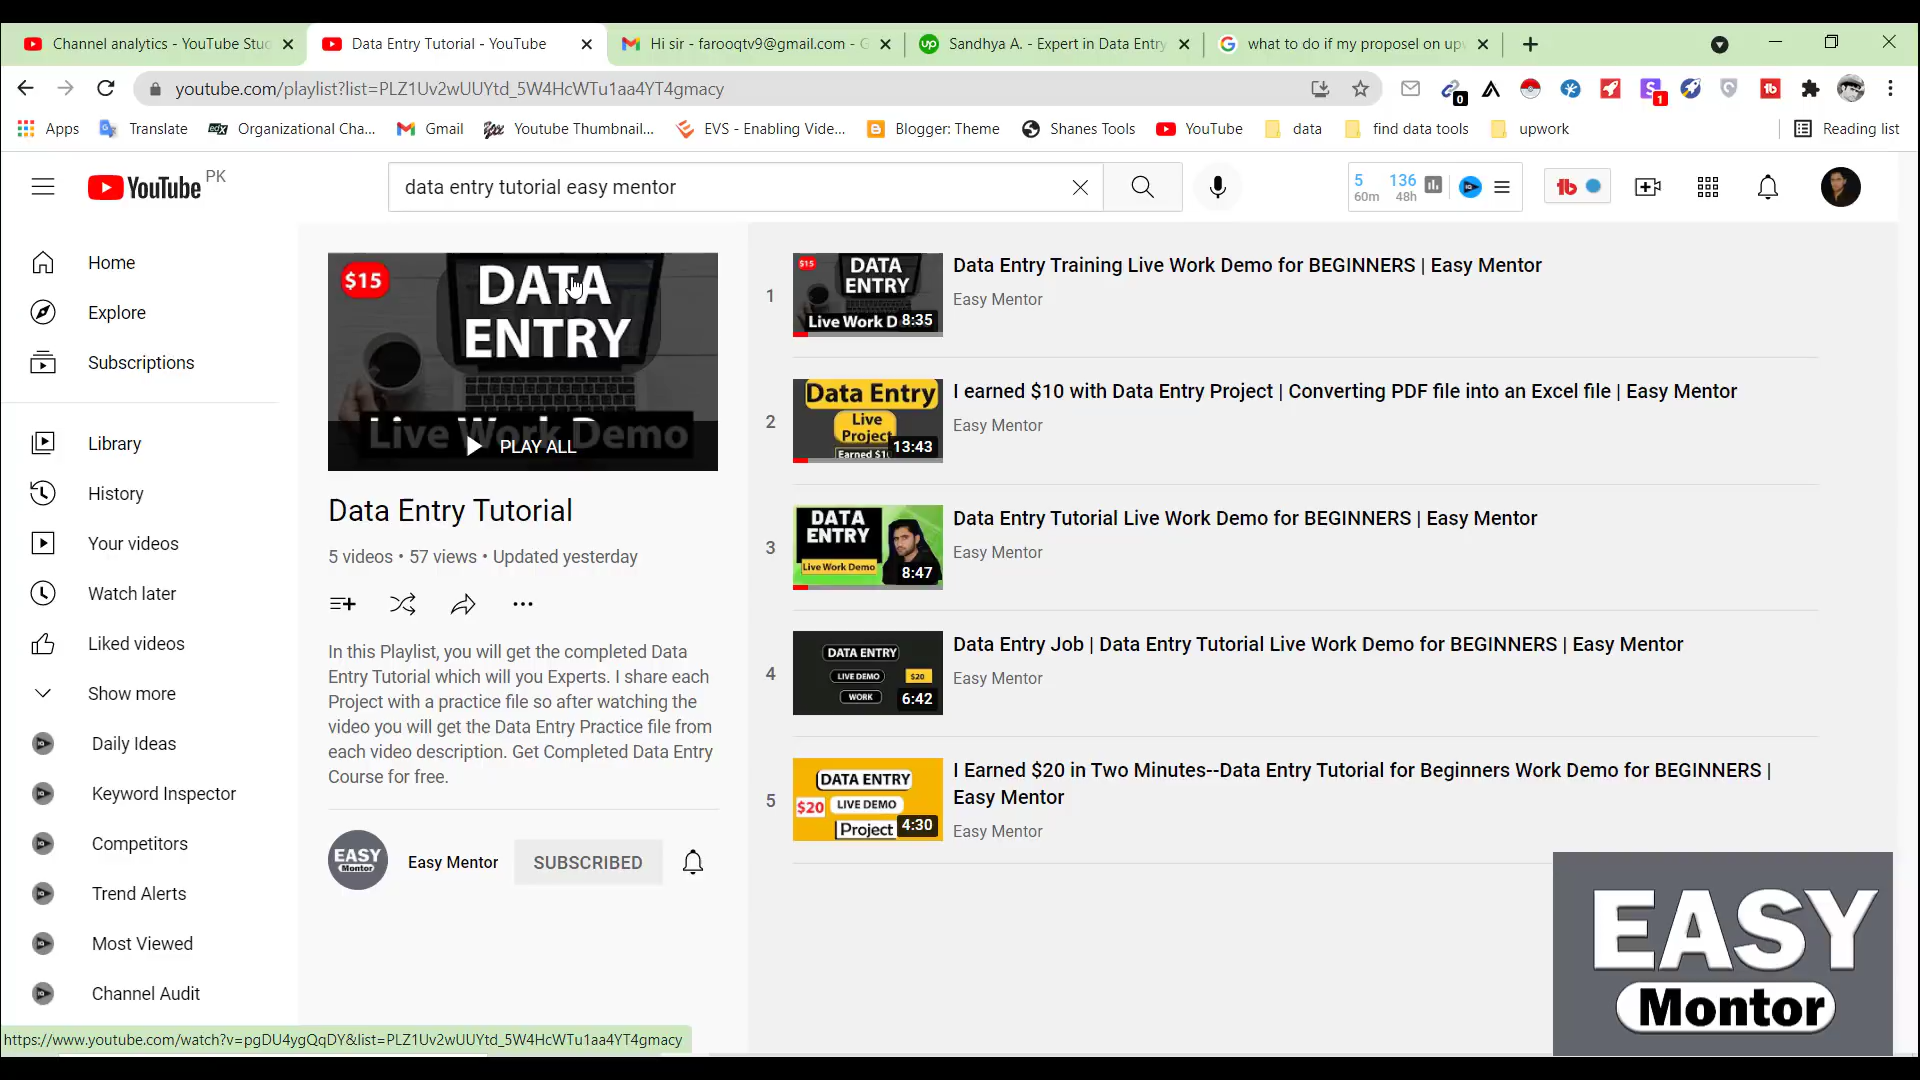 Channel analytics - YouTube Stu
Data Entry Tutorial - YouTube
Hi sir - farooqtv9@gmail.com - G
Sandhya A. - Expert in Data Entry
what to do if my proposal on upw
youtube.com/playlist?list=PLZ1Uv2wUUYtd_5W4HcWTu1aa4YT4gmacy
0
1
Apps
Translate
Organizational Cha...
Gmail
Youtube Thumbnail...
EVS - Enabling Vide...
Blogger: Theme
Shanes Tools
YouTube
data
find data tools
upwork
Reading list
YouTube PK
data entry tutorial easy mentor
5 136
60m 48h
Home
Explore
Subscriptions
Library
History
Your videos
Watch later
Liked videos
Show more
Daily Ideas
Keyword Inspector
Competitors
Trend Alerts
Most Viewed
Channel Audit
$15
DATA
ENTRY
Live Work Demo
PLAY ALL
Data Entry Tutorial
5 videos • 57 views • Updated yesterday
In this Playlist, you will get the completed Data
Entry Tutorial which will you Experts. I share each
Project with a practice file so after watching the
video you will get the Data Entry Practice file from
each video description. Get Completed Data Entry
Course for free.
EASY
Montor
Easy Mentor
SUBSCRIBED
1
$15
DATA
ENTRY
Live Work D
8:35
Data Entry Training Live Work Demo for BEGINNERS | Easy Mentor
Easy Mentor
2
Data Entry
Live
Project
Earned $1
13:43
I earned $10 with Data Entry Project | Converting PDF file into an Excel file | Easy Mentor
Easy Mentor
3
DATA
ENTRY
Live Work Demo
8:47
Data Entry Tutorial Live Work Demo for BEGINNERS | Easy Mentor
Easy Mentor
4
DATA ENTRY
LIVE DEMO
$20
WORK
6:42
Data Entry Job | Data Entry Tutorial Live Work Demo for BEGINNERS | Easy Mentor
Easy Mentor
5
DATA ENTRY
$20
LIVE DEMO
Project
4:30
I Earned $20 in Two Minutes--Data Entry Tutorial for Beginners Work Demo for BEGINNERS |
Easy Mentor
Easy Mentor
EASY
Montor
https://www.youtube.com/watch?v=pgDU4ygQqDY&list=PLZ1Uv2wUUYtd_5W4HcWTu1aa4YT4gmacy